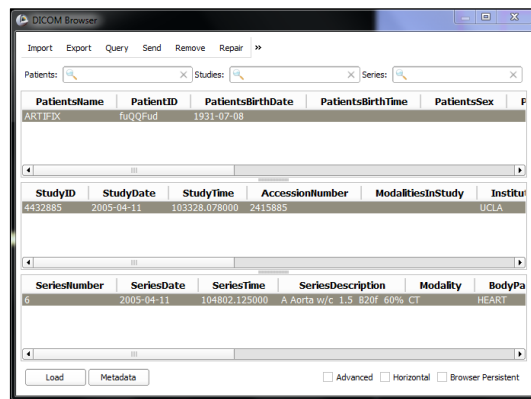 DICOM Browser
Import Export Query Send Remove Repair »
Patients: Studies: Series:
PatientsName PatientID PatientsBirthDate PatientsBirthTime PatientsSex P
ARTIFIX fuQQFud 1931-07-08
StudyID StudyDate StudyTime AccessionNumber ModalitiesInStudy Institut
4432885 2005-04-11 103328.078000 2415885 UCLA
SeriesNumber SeriesDate SeriesTime SeriesDescription Modality BodyPa
6 2005-04-11 104802.125000 A Aorta w/c 1.5 B20f 60% CT HEART
Load Metadata Advanced Horizontal Browser Persistent